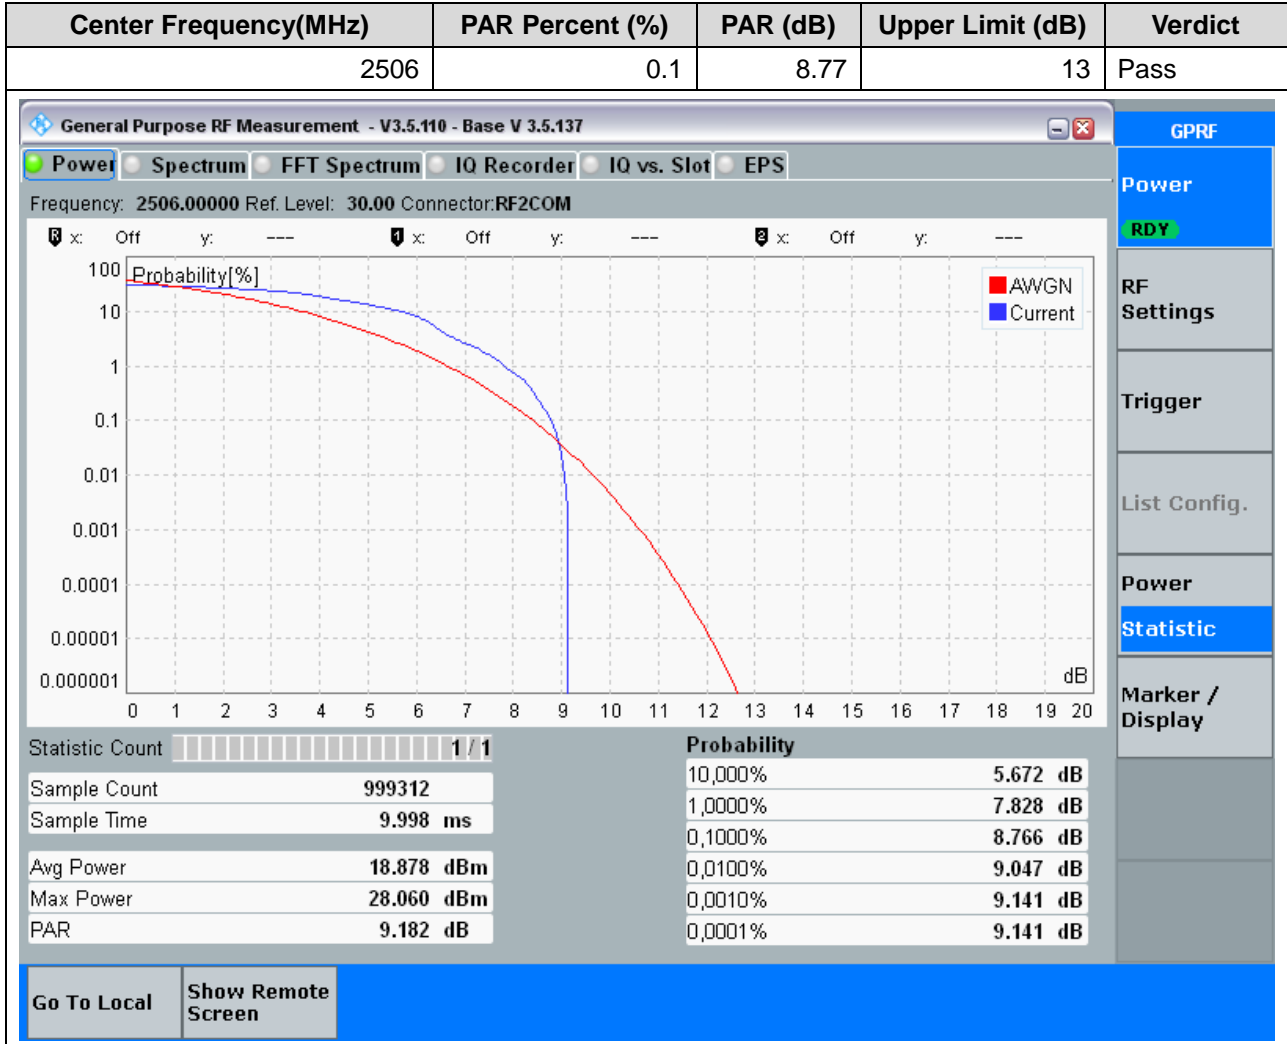 Center Frequency(MHz) PAR Percent (%) PAR (dB) Upper Limit (dB) Verdict
2506 0.1 8.77 13 Pass
General Purpose RF Measurement - V3.5.110 - Base V 3.5.137
GPRF
Power Spectrum FFT Spectrum IQ Recorder IQ vs. Slot EPS
Frequency: 2506.00000 Ref. Level: 30.00 Connector:RF2COM
R x: Off y: --- 1 x: Off y: --- 2 x: Off y: ---
Probability[%]
AWGN
Current
100
10
1
0.1
0.01
0.001
0.0001
0.00001
0.000001
dB
0 1 2 3 4 5 6 7 8 9 10 11 12 13 14 15 16 17 18 19 20
Statistic Count 1 / 1
Sample Count 999312
Sample Time 9.998 ms
Avg Power 18.878 dBm
Max Power 28.060 dBm
PAR 9.182 dB
Probability
10,000% 5.672 dB
1,0000% 7.828 dB
0,1000% 8.766 dB
0,0100% 9.047 dB
0,0010% 9.141 dB
0,0001% 9.141 dB
Power
RDY
RF
Settings
Trigger
List Config.
Power
Statistic
Marker /
Display
Go To Local
Show Remote
Screen